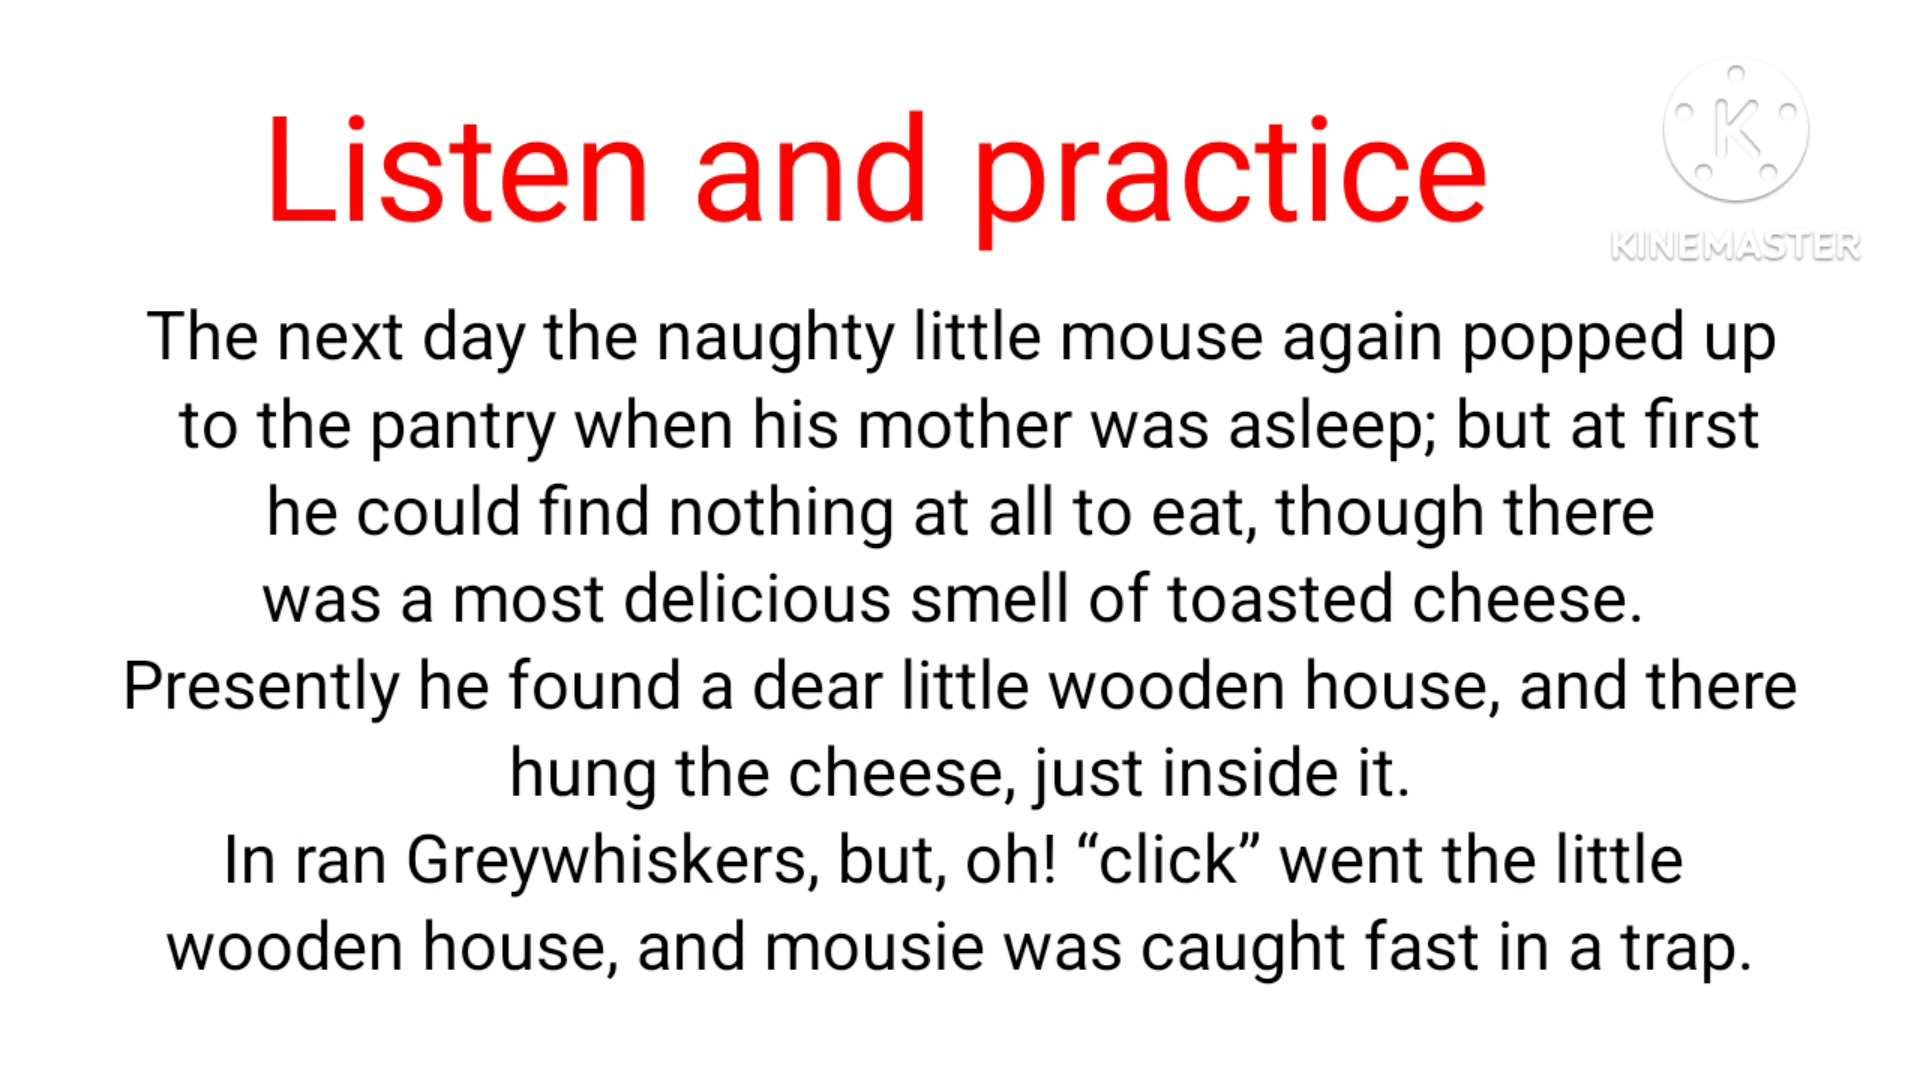 Listen and practice
K
KINEMASTER
The next day the naughty little mouse again popped up
to the pantry when his mother was asleep; but at first
he could find nothing at all to eat, though there
was a most delicious smell of toasted cheese.
Presently he found a dear little wooden house, and there
hung the cheese, just inside it.
In ran Greywhiskers, but, oh! “click” went the little
wooden house, and mousie was caught fast in a trap.